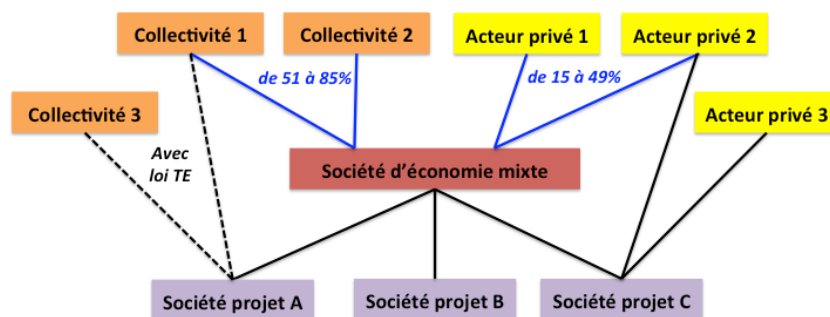 Collectivité 1
Collectivité 2
Acteur privé 1
Acteur privé 2
de 51 à 85%
de 15 à 49%
Collectivité 3
Acteur privé 3
Avec
loi TE
Société d'économie mixte
Société projet A
Société projet B
Société projet C